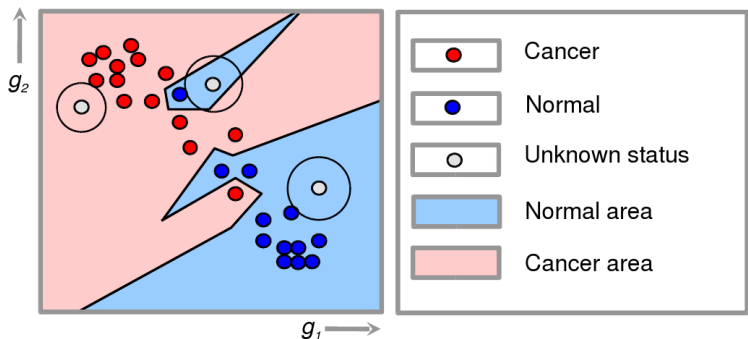 g2
g1
Cancer
Normal
Unknown status
Normal area
Cancer area